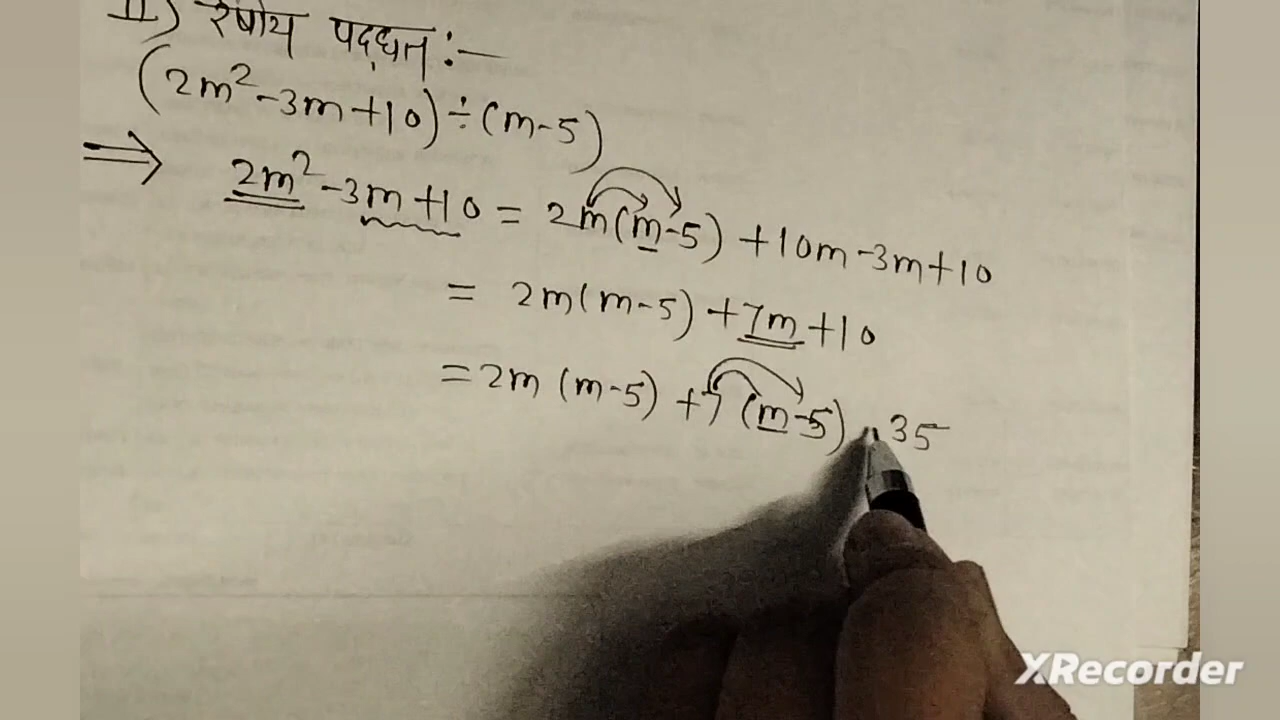 II) रेषीय पद्धत :-
(2m² - 3m + 10) ÷ (m - 5)
⇒ 2m² - 3m + 10 = 2m (m - 5) + 10m - 3m + 10
= 2m (m - 5) + 7m + 10
= 2m (m - 5) + 7 (m - 5) 35
XRecorder